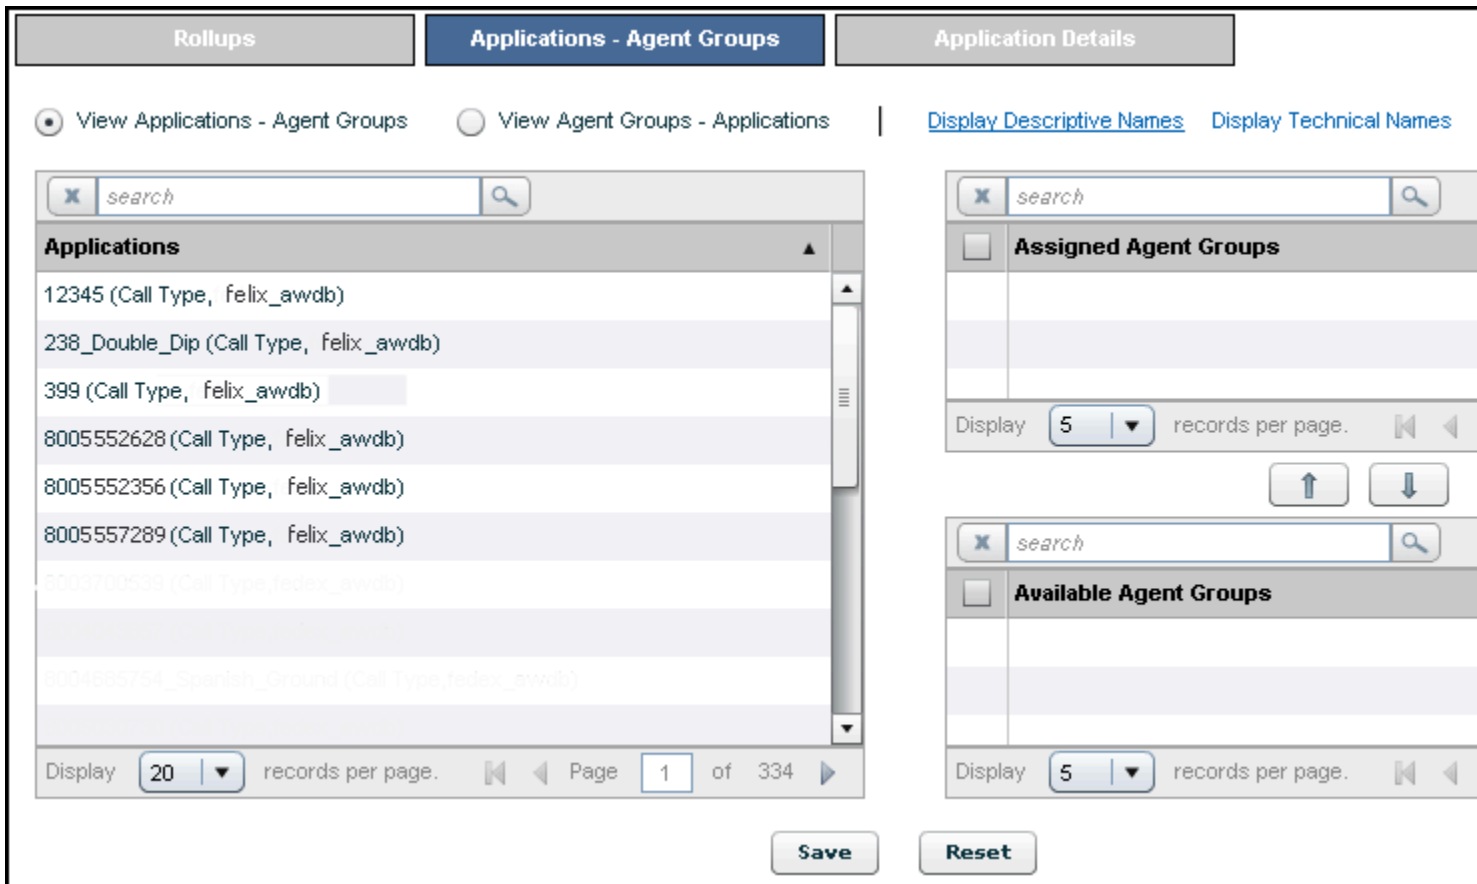 Rollups
Applications - Agent Groups
Application Details
View Applications - Agent Groups
View Agent Groups - Applications
Display Descriptive Names
Display Technical Names
search
Applications
12345 (Call Type, felix_awdb)
238_Double_Dip (Call Type, felix_awdb)
399 (Call Type, felix_awdb)
8005552628 (Call Type, felix_awdb)
8005552356 (Call Type, felix_awdb)
8005557289 (Call Type, felix_awdb)
Display 20 records per page. Page 1 of 334
search
Assigned Agent Groups
Display 5 records per page.
search
Available Agent Groups
Display 5 records per page.
Save
Reset